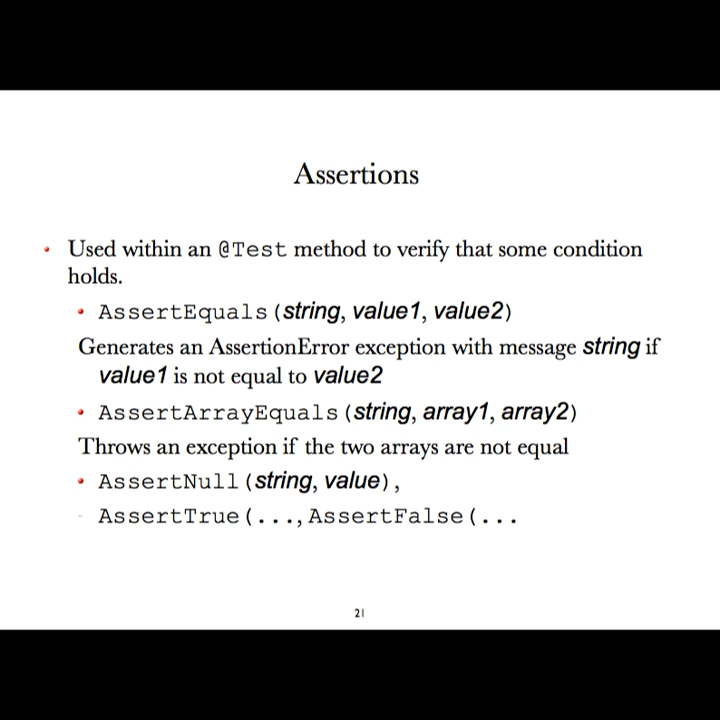 Assertions
• Used within an @Test method to verify that some condition
holds.
• AssertEquals(string, value1, value2)
Generates an AssertionError exception with message string if
value1 is not equal to value2
• AssertArrayEquals(string, array1, array2)
Throws an exception if the two arrays are not equal
• AssertNull(string, value),
- AssertTrue(...,AssertFalse(...
21